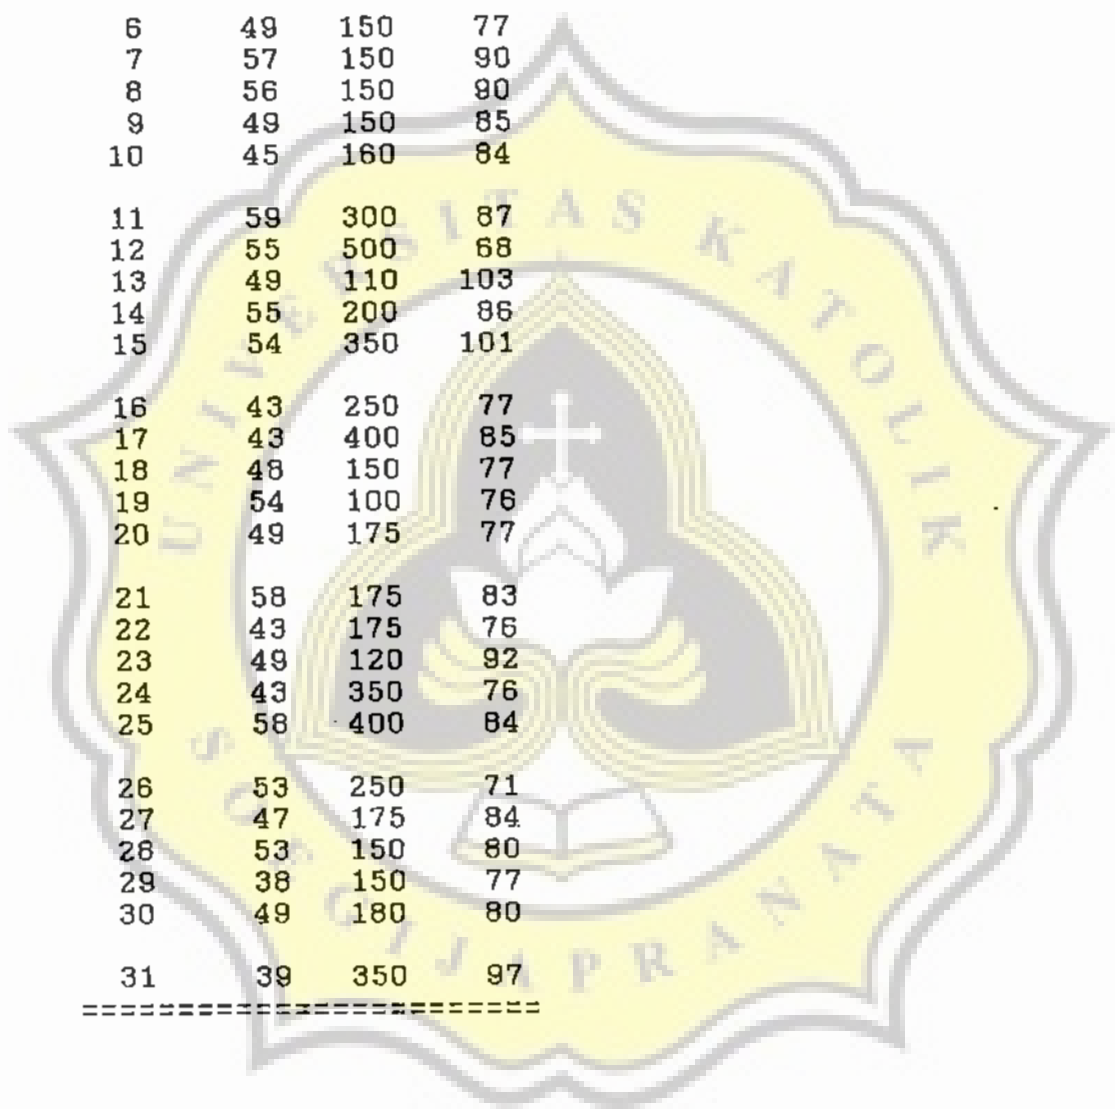 6 49 150 77
7 57 150 90
8 56 150 90
9 49 150 85
10 45 160 84
11 59 300 87
12 55 500 68
13 49 110 103
14 55 200 86
15 54 350 101
16 43 250 77
17 43 400 85
18 48 150 77
19 54 100 76
20 49 175 77
21 58 175 83
22 43 175 76
23 49 120 92
24 43 350 76
25 58 400 84
26 53 250 71
27 47 175 84
28 53 150 80
29 38 150 77
30 49 180 80
31 39 350 97
========================
UNIVERSITAS KATOLIK
SOEGIJAPRANATA